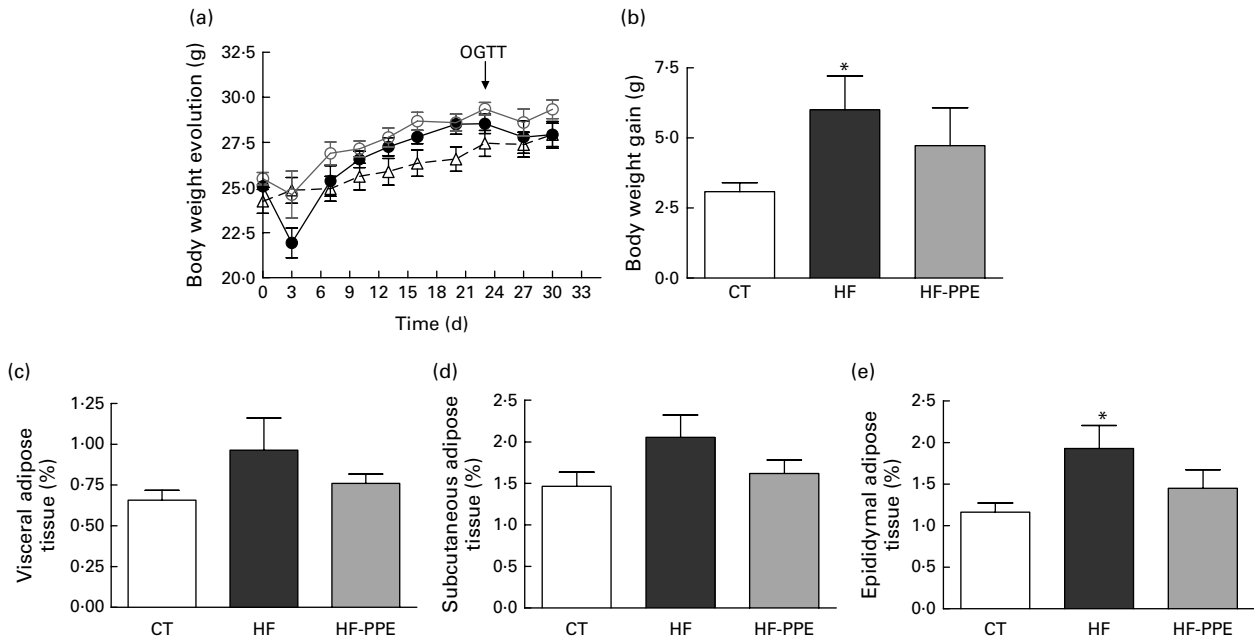 (a)
Body weight evolution (g)
32·5
30·0
27·5
25·0
22·5
20·0
OGTT
0 3 6 9 12 15 18 21 24 27 30 33
Time (d)
(b)
Body weight gain (g)
7·5
5·0
2·5
0·0
*
CT HF HF-PPE
(c)
Visceral adipose
tissue (%)
1·25
1·00
0·75
0·50
0·25
0·00
CT HF HF-PPE
(d)
Subcutaneous adipose
tissue (%)
2·5
2·0
1·5
1·0
0·5
0·0
CT HF HF-PPE
(e)
Epididymal adipose
tissue (%)
2·5
2·0
1·5
1·0
0·5
0·0
*
CT HF HF-PPE